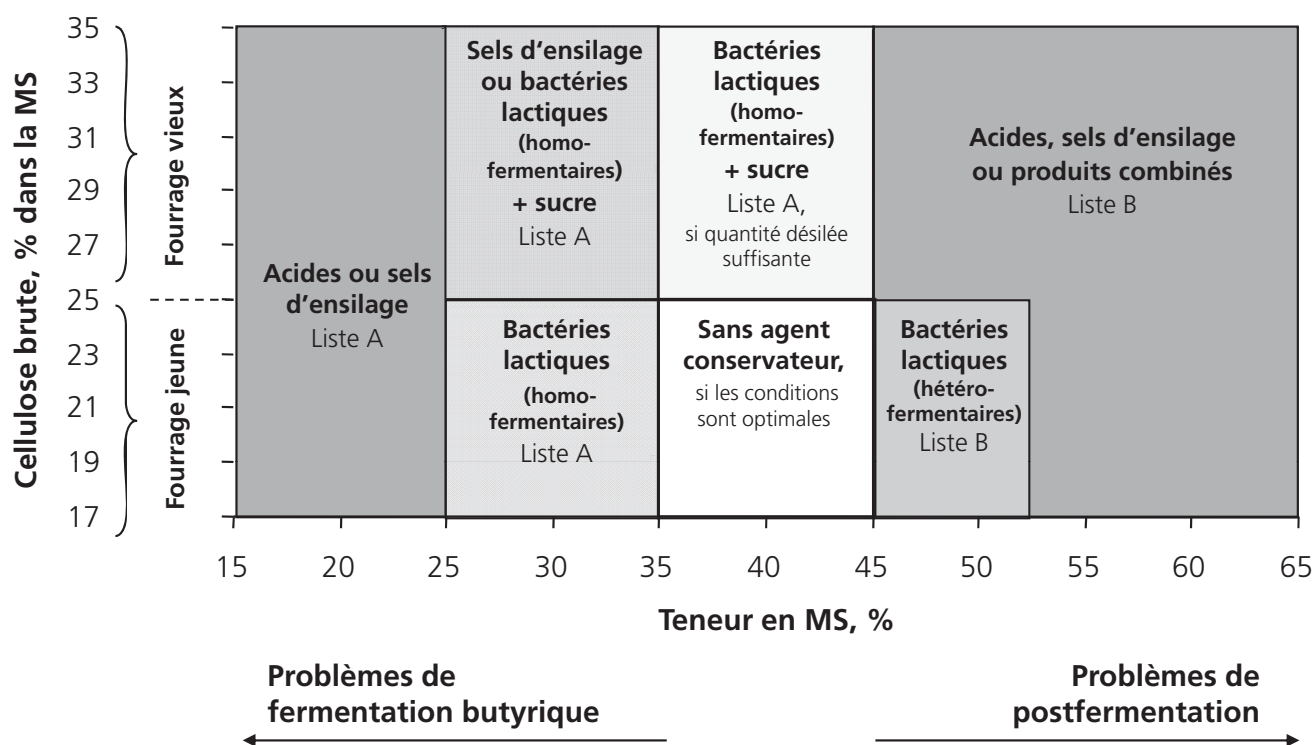 Cellulose brute, % dans la MS
35
33
31
29
27
25
23
21
19
17
Fourrage vieux
Fourrage jeune
Acides ou sels
d'ensilage
Liste A
Sels d'ensilage
ou bactéries
lactiques
(homo-
fermentaires)
+ sucre
Liste A
Bactéries
lactiques
(homo-
fermentaires)
+ sucre
Liste A,
si quantité désilée
suffisante
Acides, sels d'ensilage
ou produits combinés
Liste B
Bactéries
lactiques
(homo-
fermentaires)
Liste A
Sans agent
conservateur,
si les conditions
sont optimales
Bactéries
lactiques
(hétéro-
fermentaires)
Liste B
15 20 25 30 35 40 45 50 55 60 65
Teneur en MS, %
Problèmes de
fermentation butyrique
Problèmes de
postfermentation